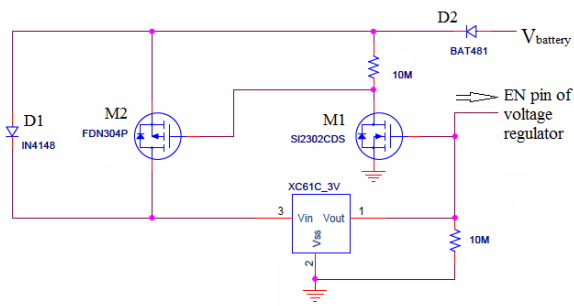 D2
V battery
BAT481
10M
EN pin of
voltage
regulator
D1
IN4148
M2
FDN304P
M1
SI2302CDS
XC61C_3V
3
Vin
Vout
1
Vss
2
10M